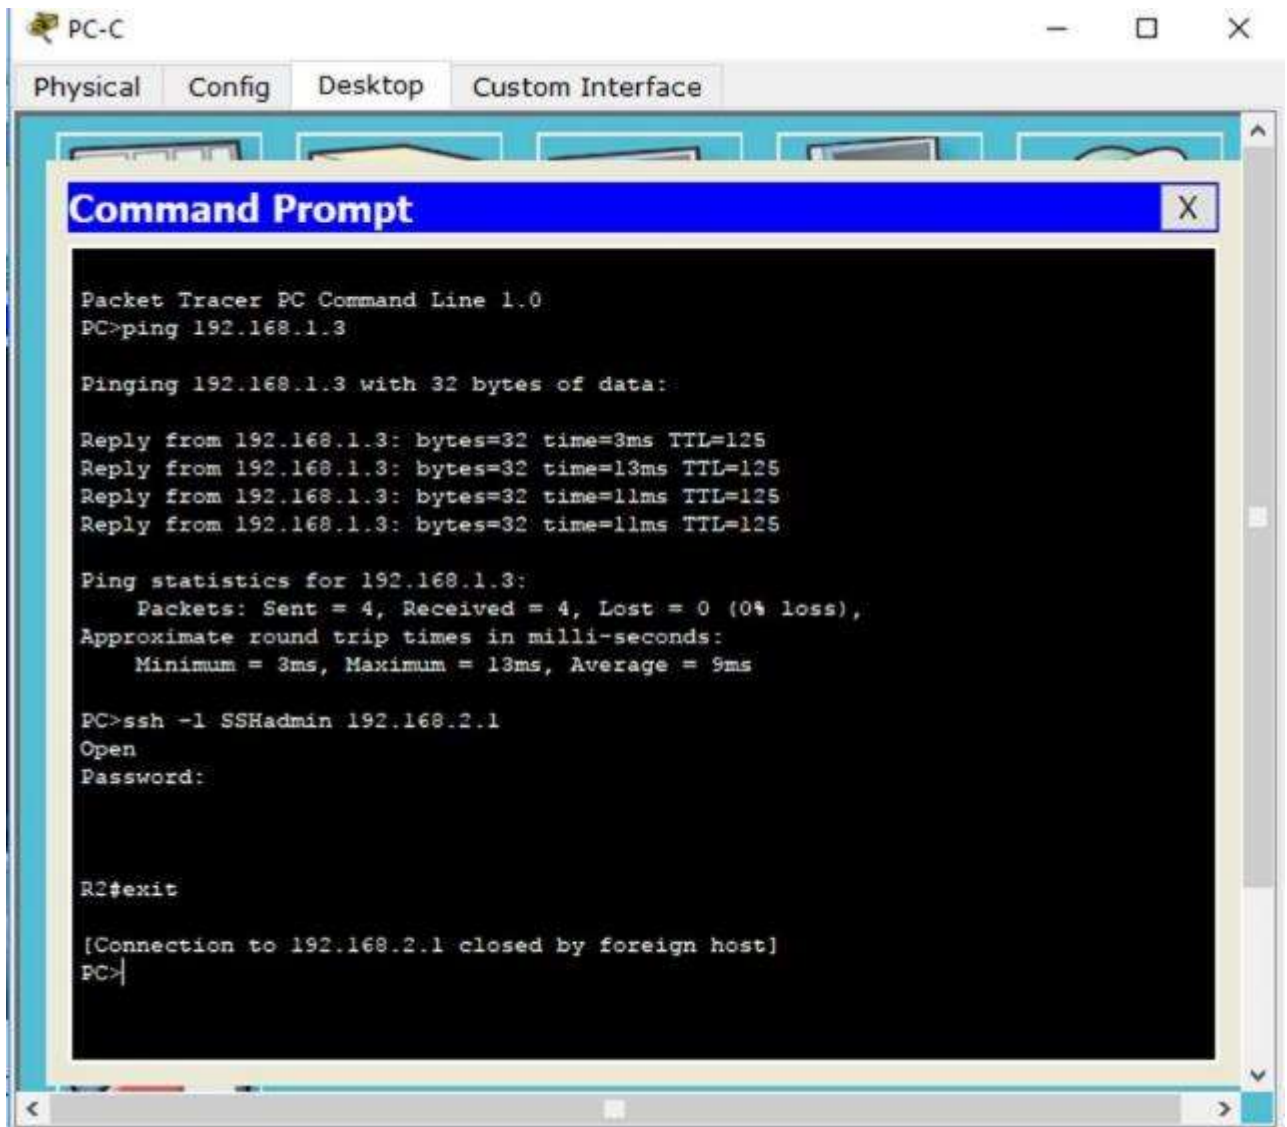 PC-C
Physical Config Desktop Custom Interface
Command Prompt X
Packet Tracer PC Command Line 1.0
PC>ping 192.168.1.3
Pinging 192.168.1.3 with 32 bytes of data:
Reply from 192.168.1.3: bytes=32 time=3ms TTL=125
Reply from 192.168.1.3: bytes=32 time=13ms TTL=125
Reply from 192.168.1.3: bytes=32 time=11ms TTL=125
Reply from 192.168.1.3: bytes=32 time=11ms TTL=125
Ping statistics for 192.168.1.3:
    Packets: Sent = 4, Received = 4, Lost = 0 (0% loss),
Approximate round trip times in milli-seconds:
    Minimum = 3ms, Maximum = 13ms, Average = 9ms
PC>ssh -l SSHadmin 192.168.2.1
Open
Password:
R2#exit
[Connection to 192.168.2.1 closed by foreign host]
PC>